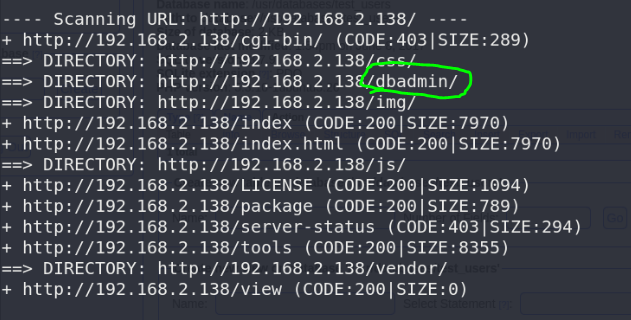 ---- Scanning URL: http://192.168.2.138/ ----
+ http://192.168.2.138/cgi-bin/ (CODE:403|SIZE:289)
==> DIRECTORY: http://192.168.2.138/css/
==> DIRECTORY: http://192.168.2.138/dbadmin/
==> DIRECTORY: http://192.168.2.138/img/
+ http://192.168.2.138/index (CODE:200|SIZE:7970)
+ http://192.168.2.138/index.html (CODE:200|SIZE:7970)
==> DIRECTORY: http://192.168.2.138/js/
+ http://192.168.2.138/LICENSE (CODE:200|SIZE:1094)
+ http://192.168.2.138/package (CODE:200|SIZE:789)
+ http://192.168.2.138/server-status (CODE:403|SIZE:294)
+ http://192.168.2.138/tools (CODE:200|SIZE:8355)
==> DIRECTORY: http://192.168.2.138/vendor/
+ http://192.168.2.138/view (CODE:200|SIZE:0)